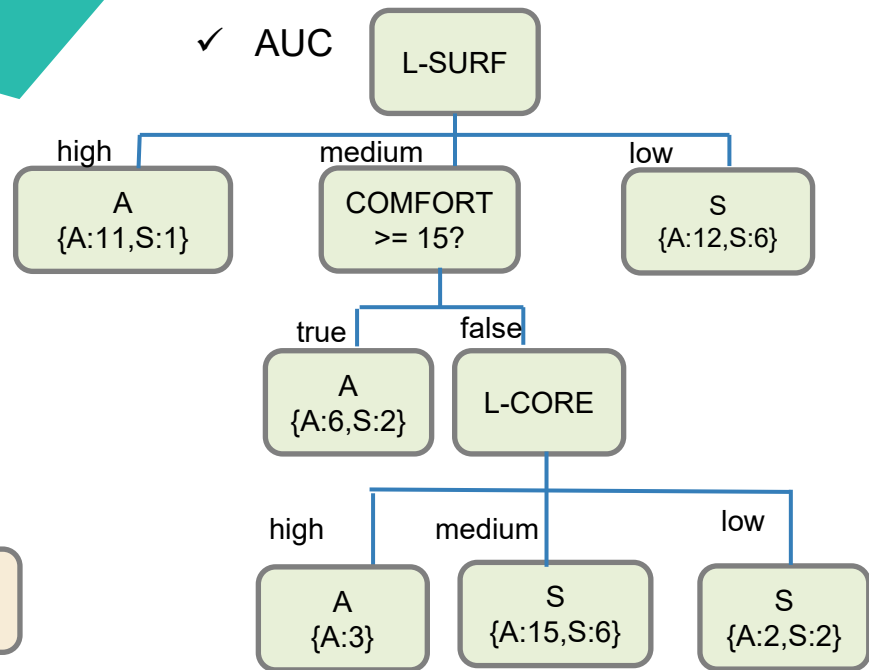 ✓ AUC
L-SURF
high
medium
low
A
{A:11,S:1}
COMFORT
>= 15?
S
{A:12,S:6}
true
false
A
{A:6,S:2}
L-CORE
high
medium
low
A
{A:3}
S
{A:15,S:6}
S
{A:2,S:2}